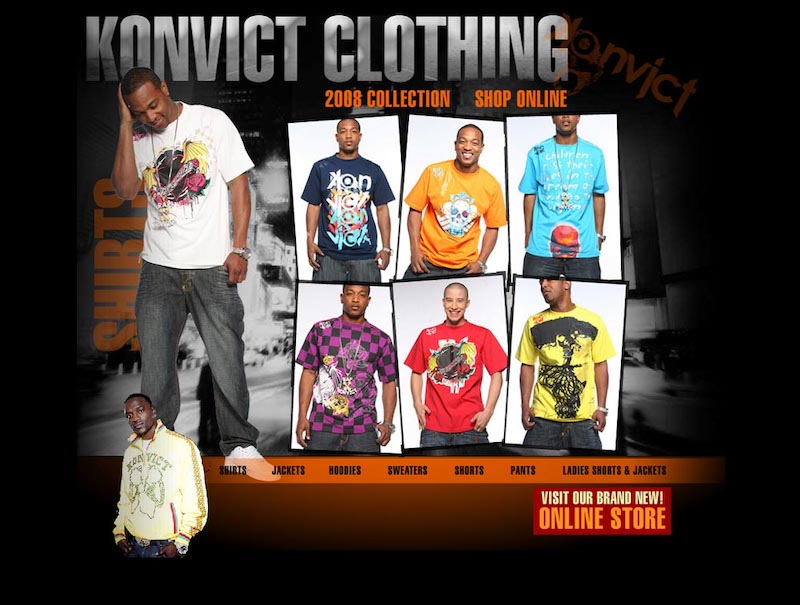 KONVICT CLOTHING
Konvict
2008 COLLECTION SHOP ONLINE
SHIRTS
SHIRTS JACKETS HOODIES SWEATERS SHORTS PANTS LADIES SHORTS & JACKETS
KONVICT
VISIT OUR BRAND NEW!
ONLINE STORE